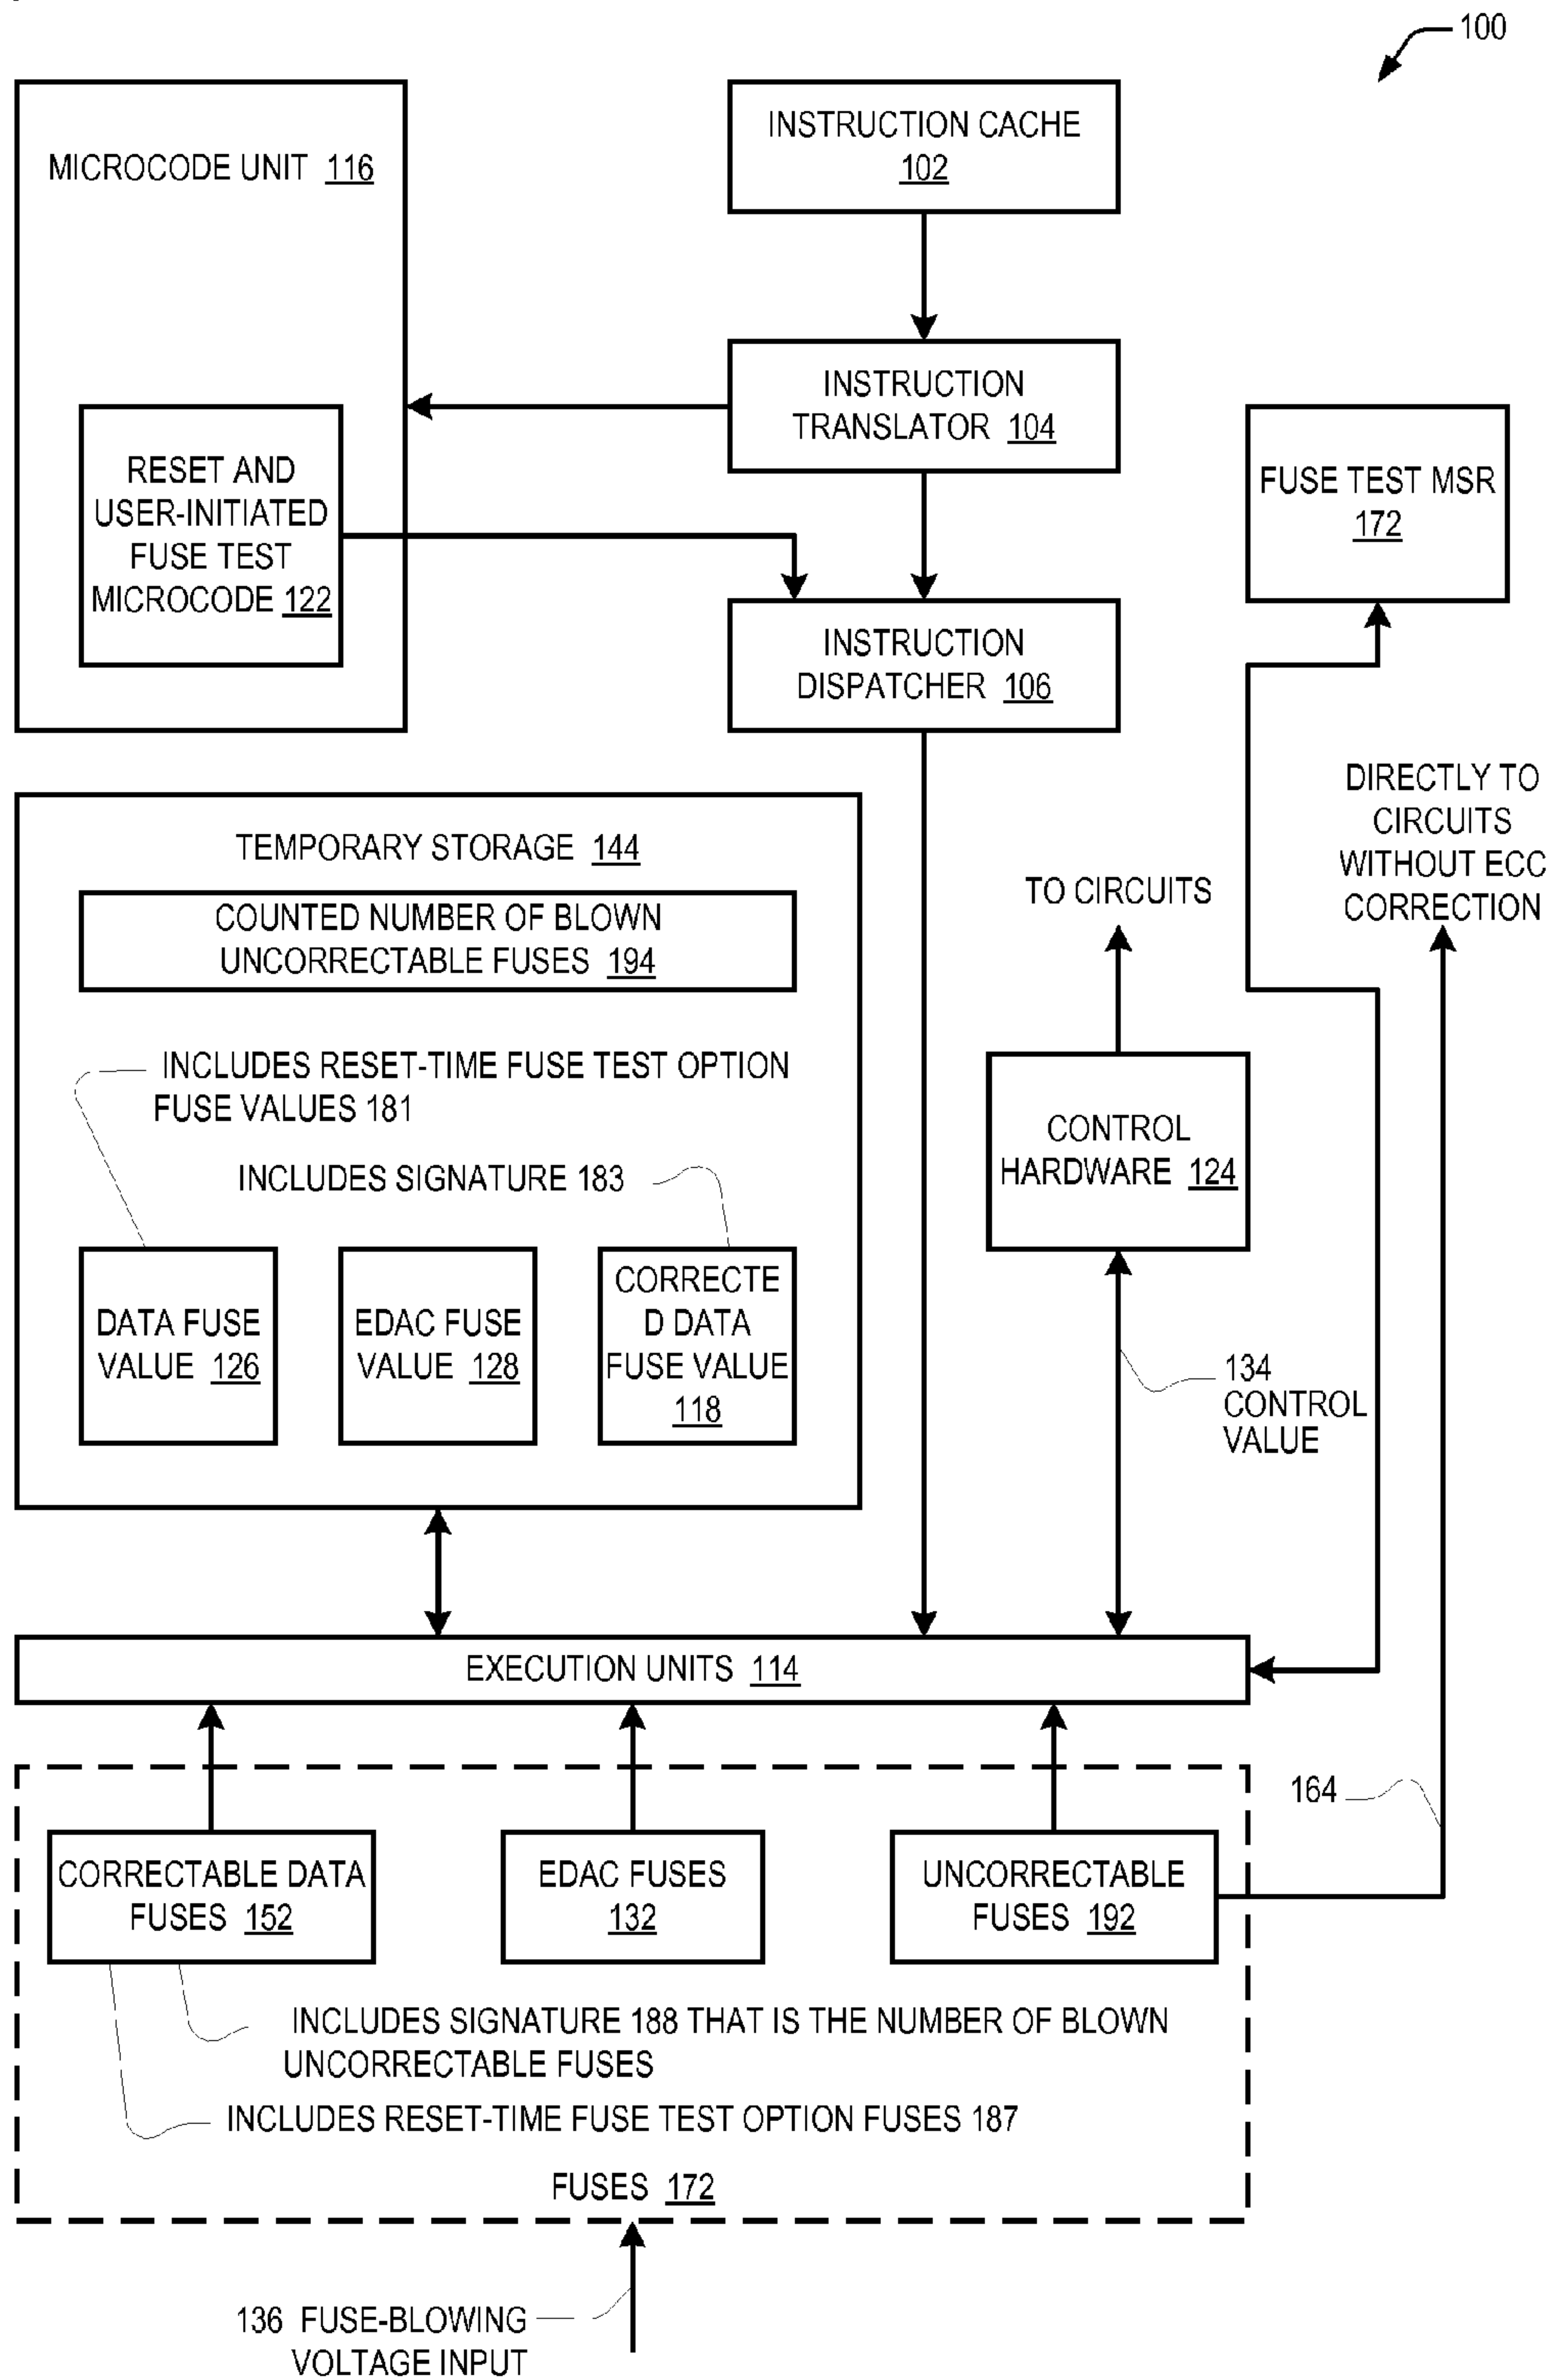 100
MICROCODE UNIT 116
INSTRUCTION CACHE
102
INSTRUCTION
TRANSLATOR 104
RESET AND
USER-INITIATED
FUSE TEST
MICROCODE 122
FUSE TEST MSR
172
INSTRUCTION
DISPATCHER 106
DIRECTLY TO
CIRCUITS
WITHOUT ECC
CORRECTION
TEMPORARY STORAGE 144
COUNTED NUMBER OF BLOWN
UNCORRECTABLE FUSES 194
TO CIRCUITS
INCLUDES RESET-TIME FUSE TEST OPTION
FUSE VALUES 181
INCLUDES SIGNATURE 183
CONTROL
HARDWARE 124
DATA FUSE
VALUE 126
EDAC FUSE
VALUE 128
CORRECTE
D DATA
FUSE VALUE
118
134
CONTROL
VALUE
EXECUTION UNITS 114
164
CORRECTABLE DATA
FUSES 152
EDAC FUSES
132
UNCORRECTABLE
FUSES 192
INCLUDES SIGNATURE 188 THAT IS THE NUMBER OF BLOWN
UNCORRECTABLE FUSES
INCLUDES RESET-TIME FUSE TEST OPTION FUSES 187
FUSES 172
136 FUSE-BLOWING
VOLTAGE INPUT